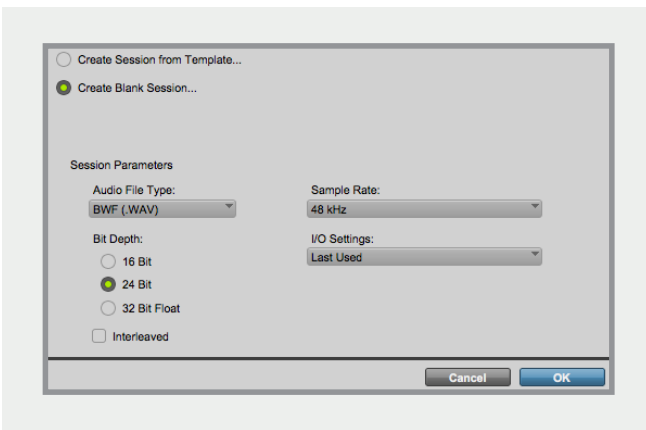 Create Session from Template...
Create Blank Session...
Session Parameters
Audio File Type:
BWF (.WAV)
Sample Rate:
48 kHz
Bit Depth:
16 Bit
24 Bit
32 Bit Float
I/O Settings:
Last Used
Interleaved
Cancel
OK